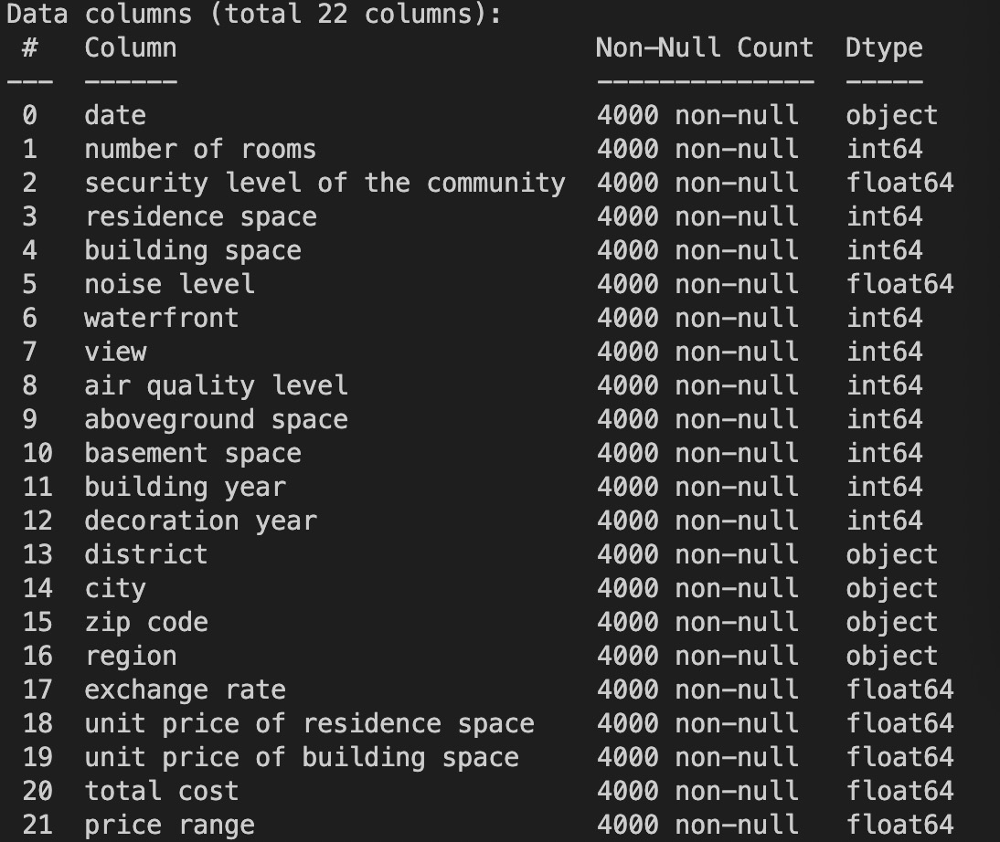 Data columns (total 22 columns):
 #   Column                           Non-Null Count  Dtype
---  ------                           --------------  -----
 0   date                             4000 non-null   object
 1   number of rooms                  4000 non-null   int64
 2   security level of the community  4000 non-null   float64
 3   residence space                  4000 non-null   int64
 4   building space                   4000 non-null   int64
 5   noise level                      4000 non-null   float64
 6   waterfront                       4000 non-null   int64
 7   view                             4000 non-null   int64
 8   air quality level                4000 non-null   int64
 9   aboveground space                4000 non-null   int64
 10  basement space                   4000 non-null   int64
 11  building year                    4000 non-null   int64
 12  decoration year                  4000 non-null   int64
 13  district                         4000 non-null   object
 14  city                             4000 non-null   object
 15  zip code                         4000 non-null   object
 16  region                           4000 non-null   object
 17  exchange rate                    4000 non-null   float64
 18  unit price of residence space    4000 non-null   float64
 19  unit price of building space     4000 non-null   float64
 20  total cost                       4000 non-null   float64
 21  price range                      4000 non-null   float64